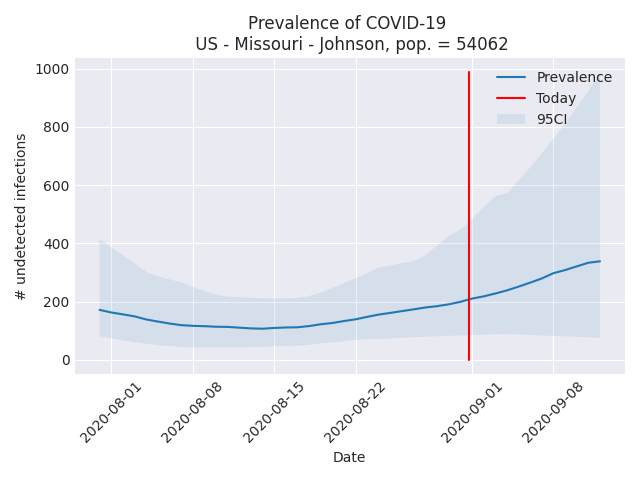 Prevalence of COVID-19
US - Missouri - Johnson, pop. = 54062
1000
800
600
400
200
0
# undetected infections
Prevalence
Today
95CI
2020-08-01
2020-08-08
2020-08-15
2020-08-22
2020-09-01
2020-09-08
Date